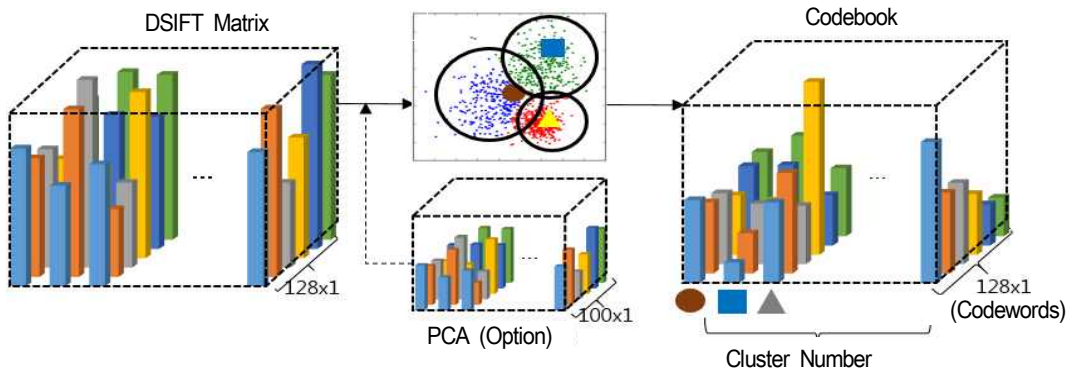 DSIFT Matrix
Codebook
...
...
...
128x1
100x1
128x1
(Codewords)
PCA (Option)
Cluster Number